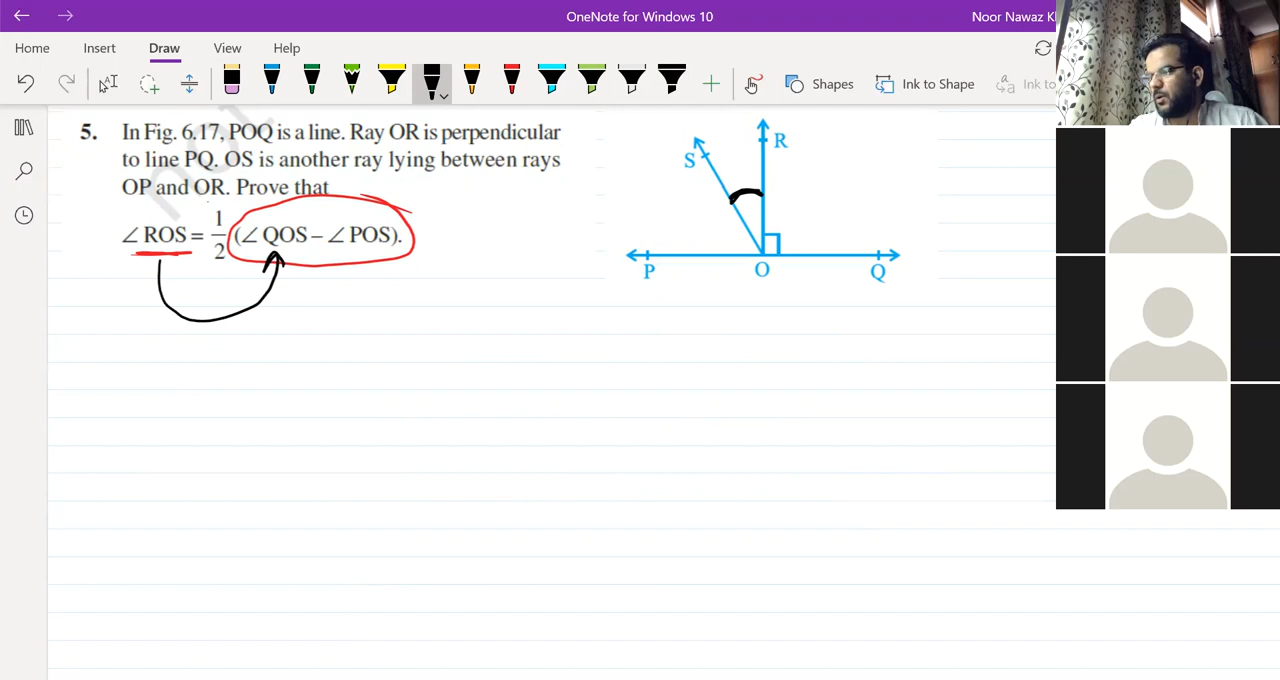 OneNote for Windows 10
Noor Nawaz K
Home Insert Draw View Help
Shapes Ink to Shape Ink to
not
5. In Fig. 6.17, POQ is a line. Ray OR is perpendicular
to line PQ. OS is another ray lying between rays
OP and OR. Prove that
∠ ROS = 1/2 (∠ QOS – ∠ POS).
S R
P O Q